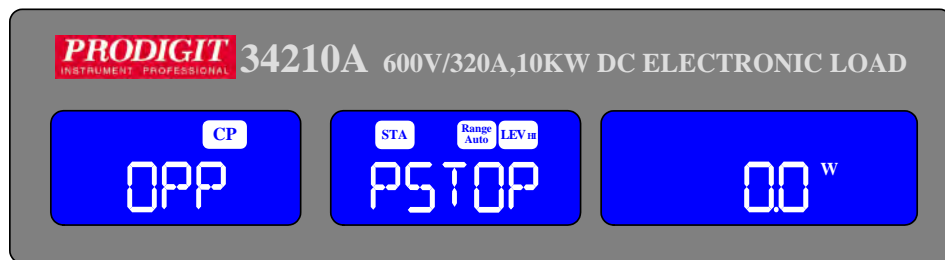 PRODIGIT
INSTRUMENT PROFESSIONAL
34210A 600V/320A,10KW DC ELECTRONIC LOAD
CP
STA
Range
Auto
LEV HI
OPP
PSTOP
0.0 W